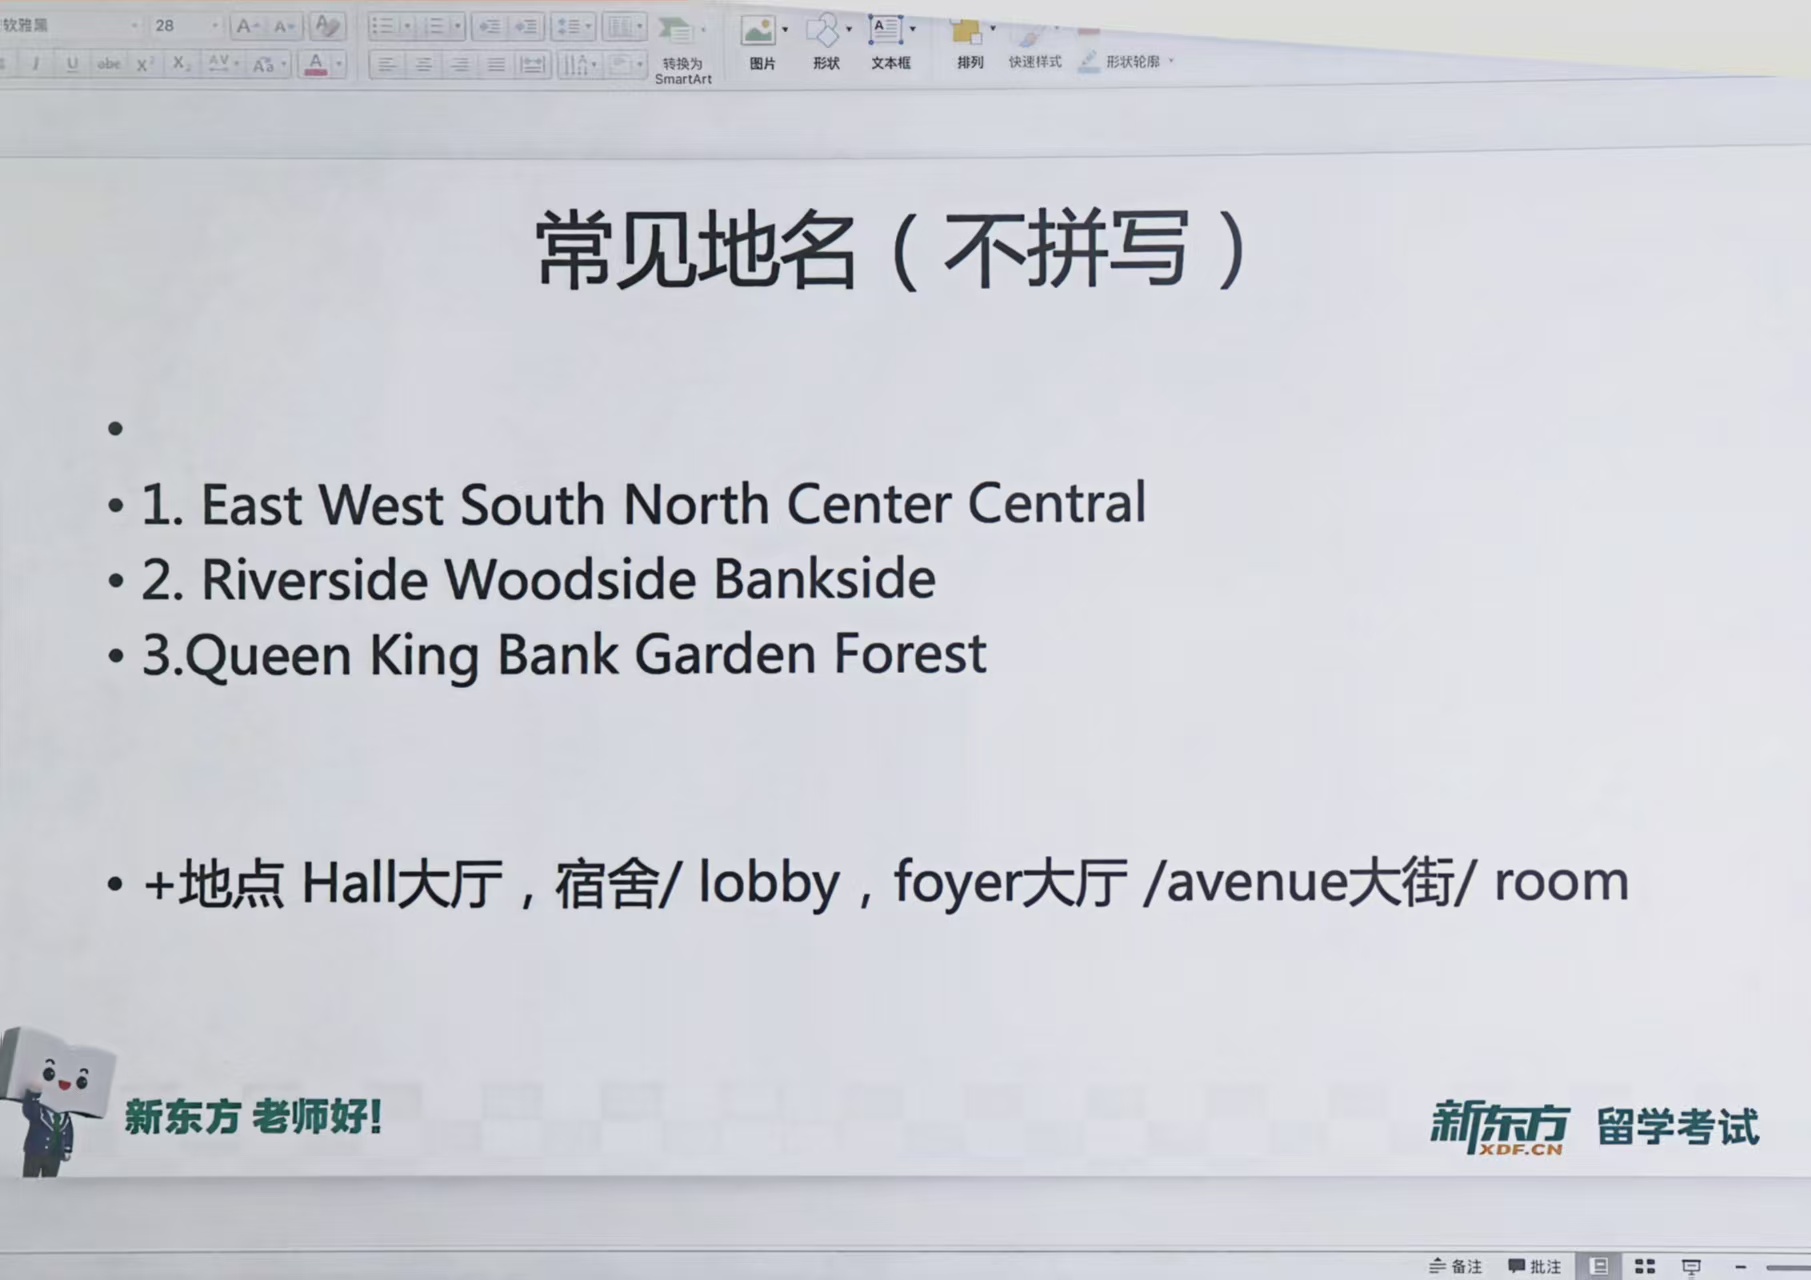 软雅黑 28 A A A
I U abc X² X₂ AV Aa A
转换为 SmartArt 图片 形状 文本框 排列 快速样式 形状轮廓
常见地名（不拼写）
•
• 1. East West South North Center Central
• 2. Riverside Woodside Bankside
• 3.Queen King Bank Garden Forest
• +地点 Hall大厅，宿舍/ lobby，foyer大厅 /avenue大街/ room
新东方 老师好!
新东方 XDF.CN 留学考试
备注 批注